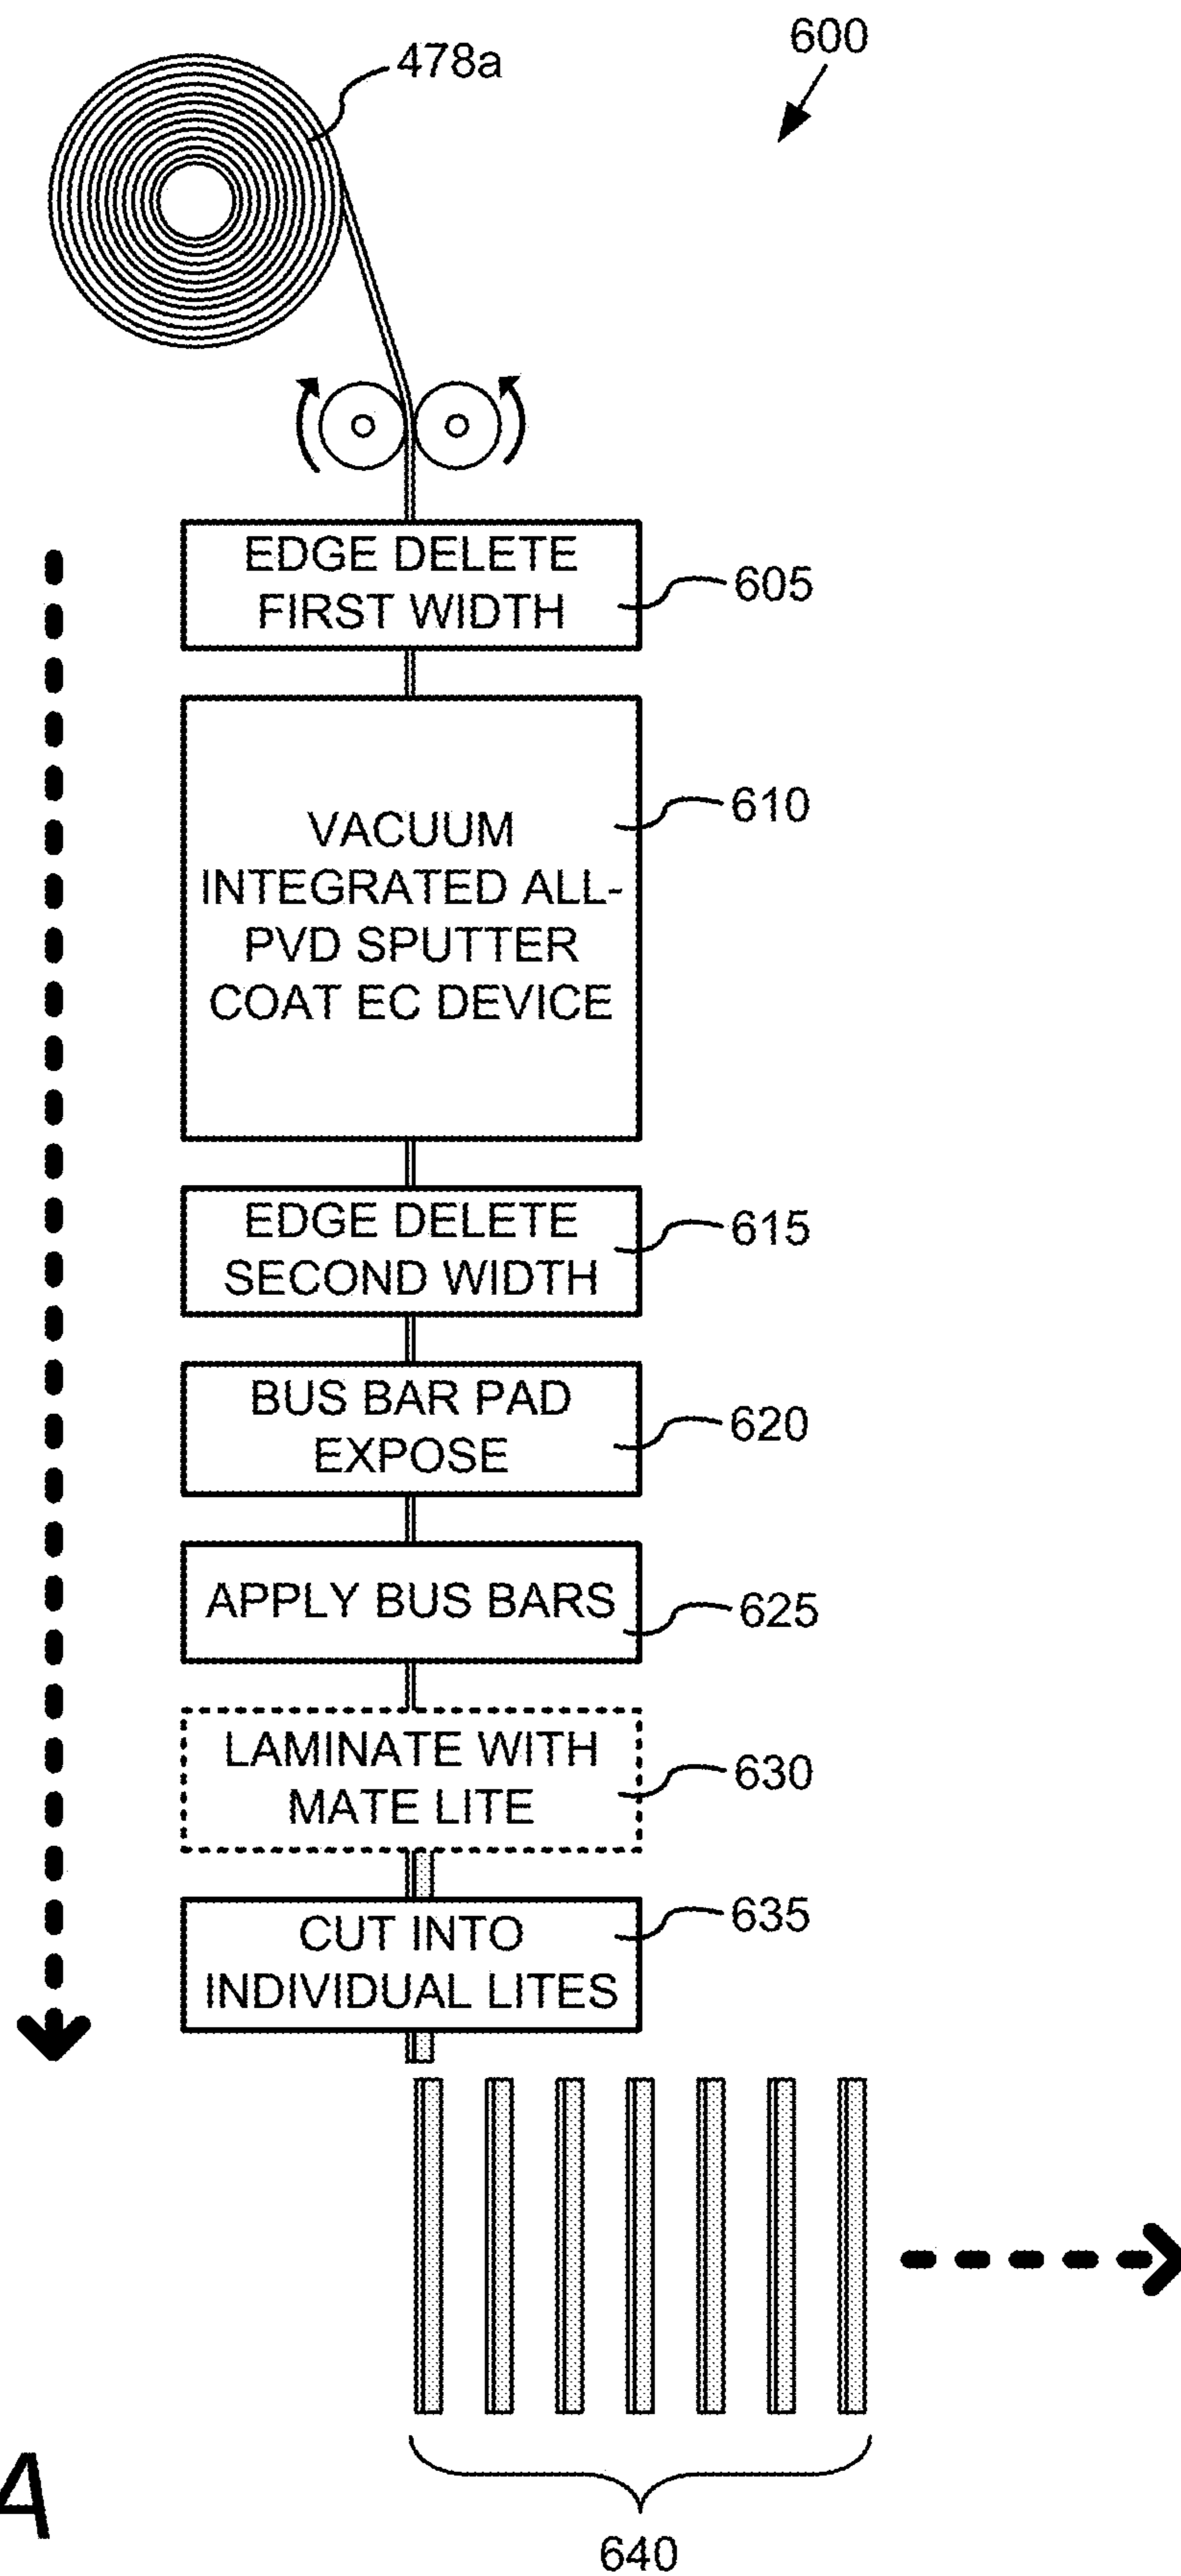 600
478a
EDGE DELETE
FIRST WIDTH
605
VACUUM
INTEGRATED ALL-
PVD SPUTTER
COAT EC DEVICE
610
EDGE DELETE
SECOND WIDTH
615
BUS BAR PAD
EXPOSE
620
APPLY BUS BARS
625
LAMINATE WITH
MATE LITE
630
CUT INTO
INDIVIDUAL LITES
635
A
640